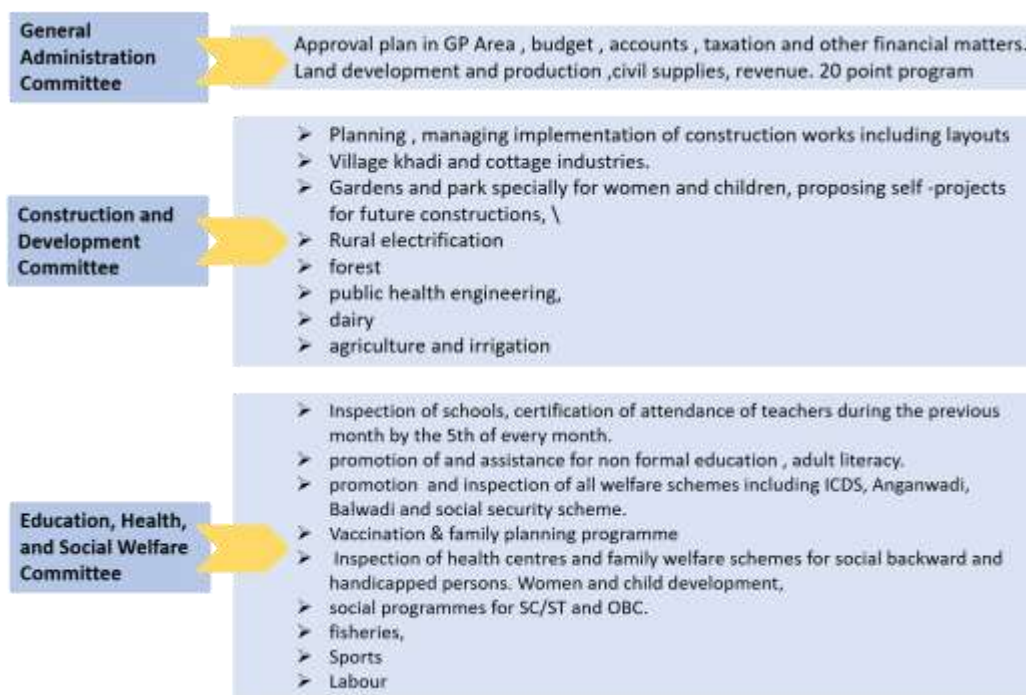 General
Administration
Committee
Approval plan in GP Area , budget , accounts , taxation and other financial matters.
Land development and production ,civil supplies, revenue. 20 point program
Construction and
Development
Committee
➢ Planning , managing implementation of construction works including layouts
➢ Village khadi and cottage industries.
➢ Gardens and park specially for women and children, proposing self -projects
for future constructions, \
➢ Rural electrification
➢ forest
➢ public health engineering,
➢ dairy
➢ agriculture and irrigation
Education, Health,
and Social Welfare
Committee
➢ Inspection of schools, certification of attendance of teachers during the previous
month by the 5th of every month.
➢ promotion of and assistance for non formal education , adult literacy.
➢ promotion and inspection of all welfare schemes including ICDS, Anganwadi,
Balwadi and social security scheme.
➢ Vaccination & family planning programme
➢ Inspection of health centres and family welfare schemes for social backward and
handicapped persons. Women and child development,
➢ social programmes for SC/ST and OBC.
➢ fisheries,
➢ Sports
➢ Labour